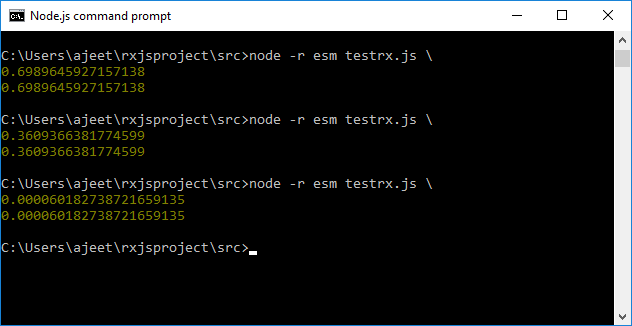 Node.js command prompt
C:\Users\ajeet\rxjsproject\src>node -r esm testrx.js \
0.6989645927157138
0.6989645927157138
C:\Users\ajeet\rxjsproject\src>node -r esm testrx.js \
0.3609366381774599
0.3609366381774599
C:\Users\ajeet\rxjsproject\src>node -r esm testrx.js \
0.000060182738721659135
0.000060182738721659135
C:\Users\ajeet\rxjsproject\src>